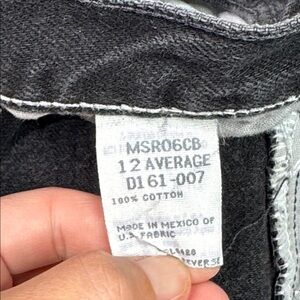 MSR06CB
12 AVERAGE
D161-007
100% COTTON
MADE IN MEXICO OF
U.S. FABRIC